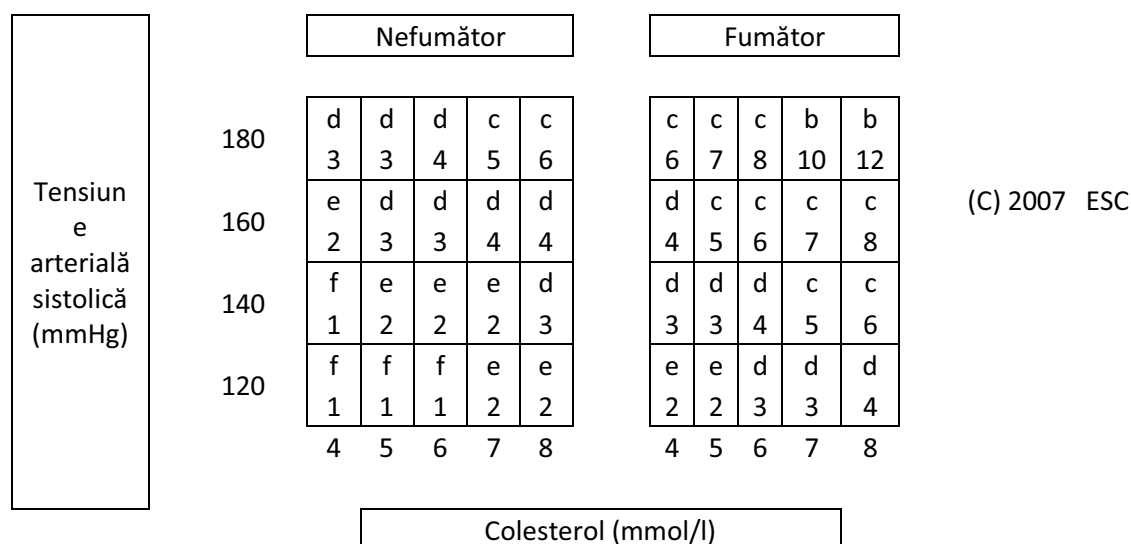 Nefumător Fumător
180 d d d c c c c c b b
3 3 4 5 6 6 7 8 10 12
Tensiun
e
arterială
sistolică
(mmHg)
160 e d d d d d c c c c
2 3 3 4 4 4 5 6 7 8
(C) 2007 ESC
140 f e e e d d d d c c
1 2 2 2 3 3 3 4 5 6
120 f f f e e e e d d d
1 1 1 2 2 2 2 3 3 4
4 5 6 7 8 4 5 6 7 8
Colesterol (mmol/l)